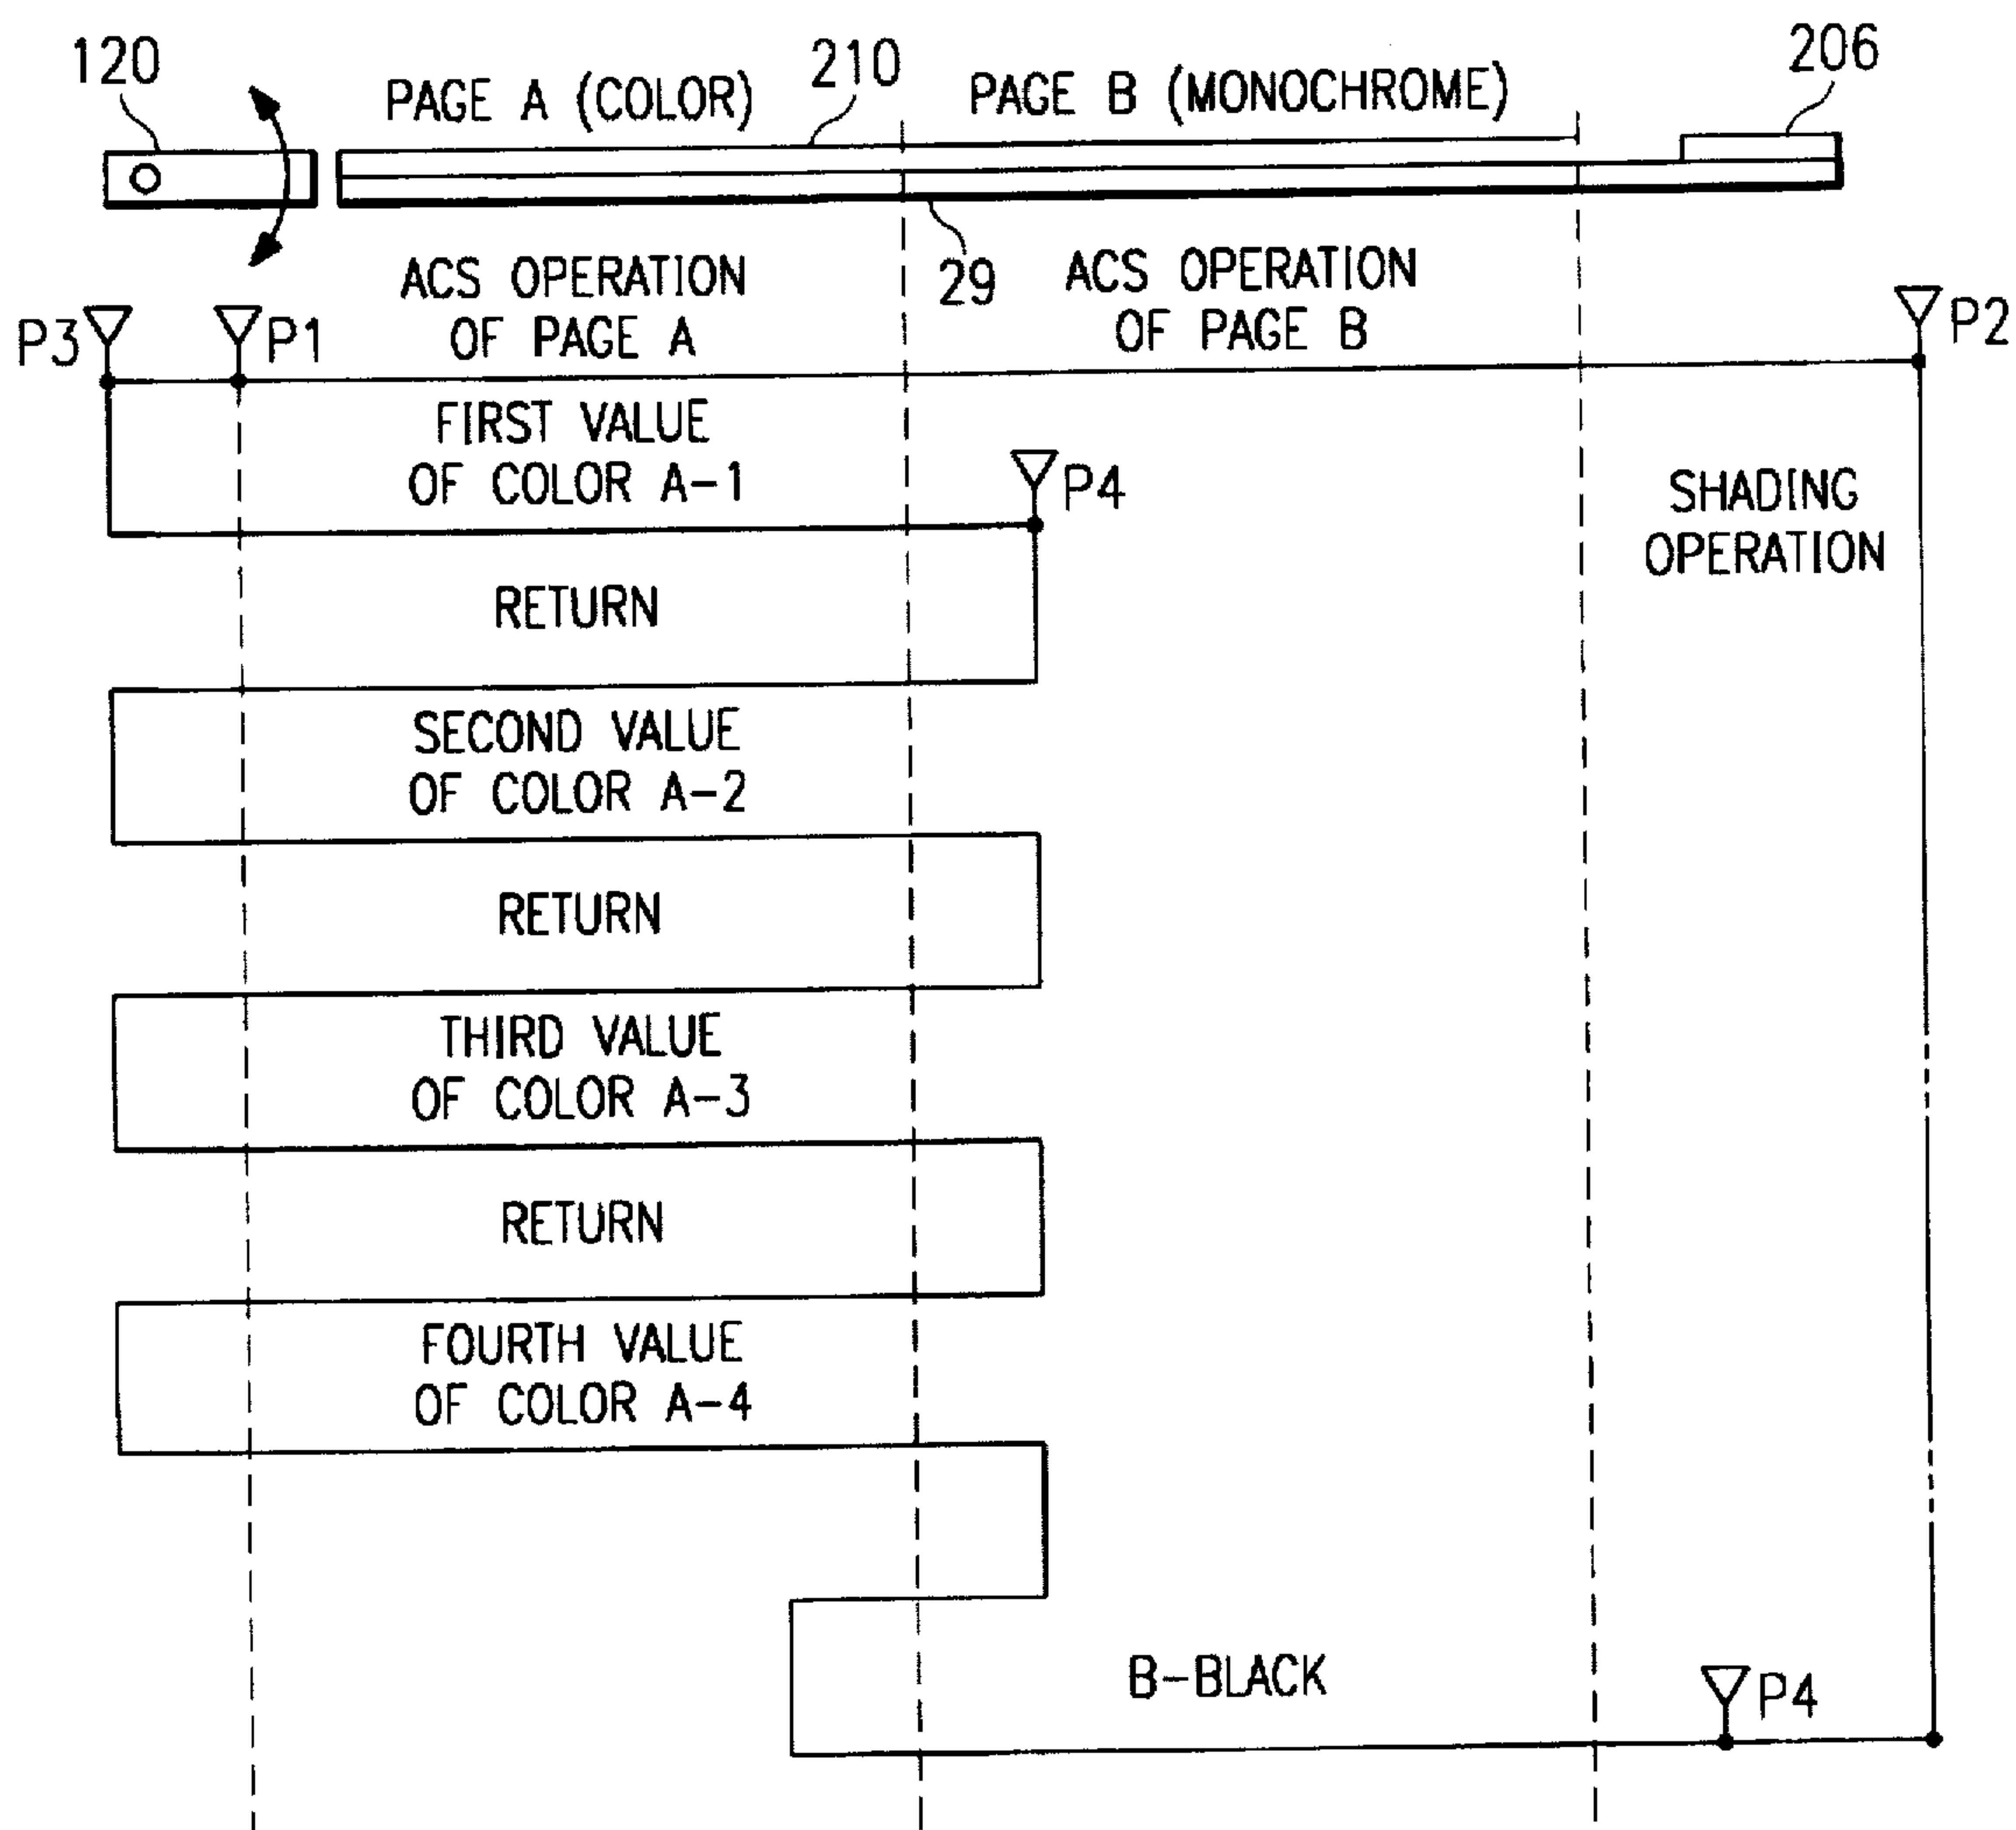 120
PAGE A (COLOR)
210
PAGE B (MONOCHROME)
206
29
ACS OPERATION
OF PAGE A
ACS OPERATION
OF PAGE B
P3
P1
P2
FIRST VALUE
OF COLOR A-1
P4
SHADING
OPERATION
RETURN
SECOND VALUE
OF COLOR A-2
RETURN
THIRD VALUE
OF COLOR A-3
RETURN
FOURTH VALUE
OF COLOR A-4
B-BLACK
P4